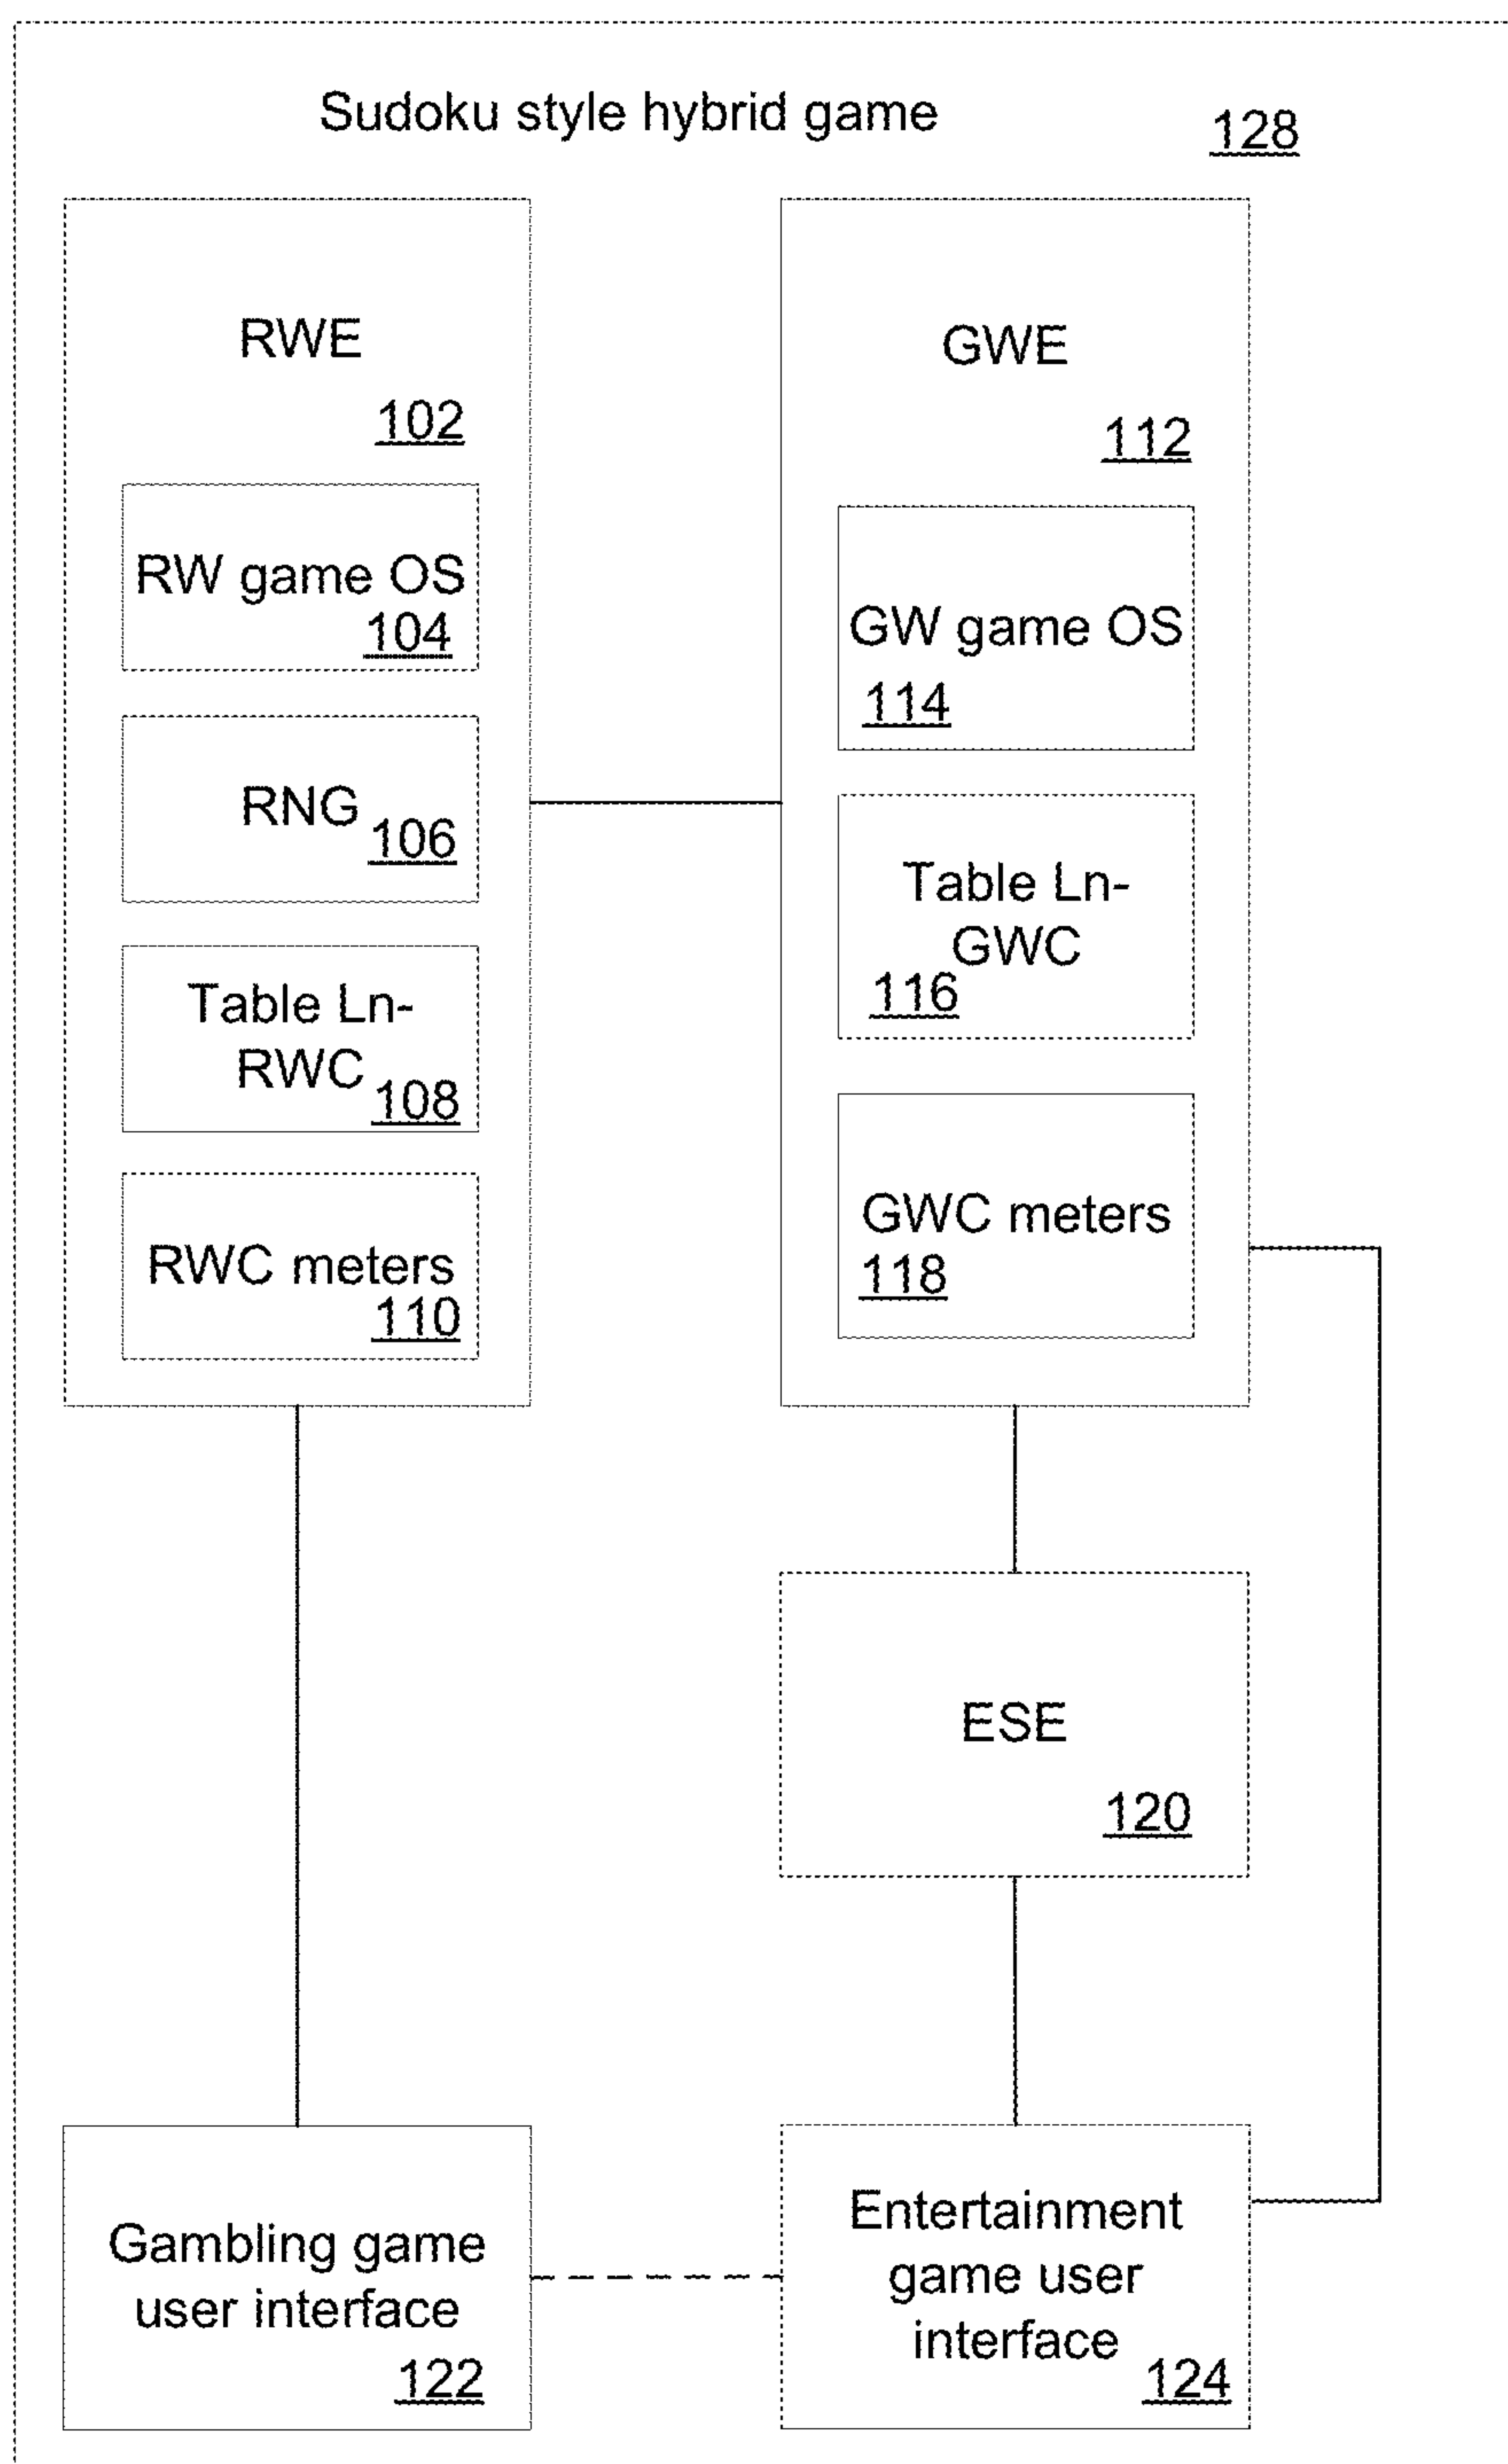 Sudoku style hybrid game
128
RWE
102
RW game OS
104
RNG
106
Table Ln-
RWC
108
RWC meters
110
GWE
112
GW game OS
114
Table Ln-
GWC
116
GWC meters
118
ESE
120
Gambling game
user interface
122
Entertainment
game user
interface
124